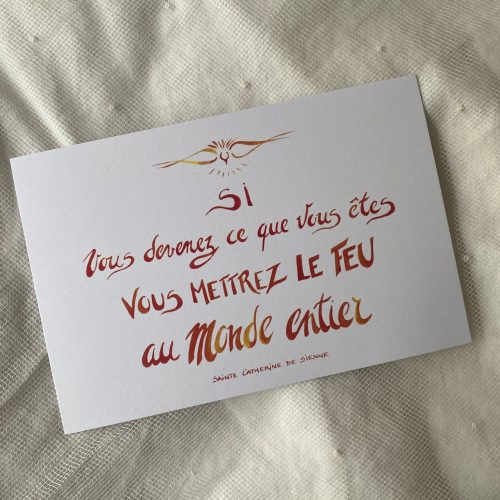 Si
Vous devenez ce que vous êtes
VOUS METTREZ LE FEU
au Monde entier
SAINTE CATHERINE DE SIENNE